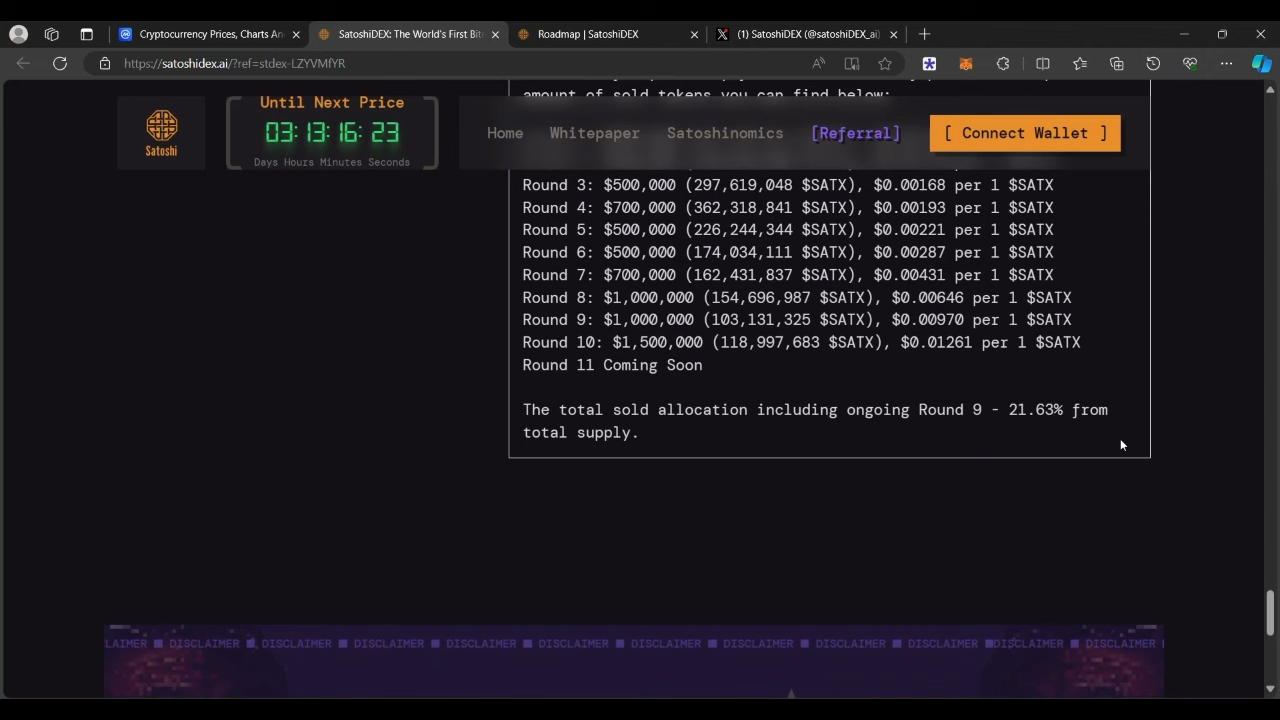 Cryptocurrency Prices, Charts An
SatoshiDEX: The World's First Bit
Roadmap | SatoshiDEX
(1) SatoshiDEX (@satoshiDEX_ai)
https://satoshidex.ai/?ref=stdex-LZYVMfYR
amount of sold tokens you can find below:
Satoshi
Until Next Price
03:13:16:23
Days Hours Minutes Seconds
Home
Whitepaper
Satoshinomics
[Referral]
[ Connect Wallet ]
Round 3: $500,000 (297,619,048 $SATX), $0.00168 per 1 $SATX
Round 4: $700,000 (362,318,841 $SATX), $0.00193 per 1 $SATX
Round 5: $500,000 (226,244,344 $SATX), $0.00221 per 1 $SATX
Round 6: $500,000 (174,034,111 $SATX), $0.00287 per 1 $SATX
Round 7: $700,000 (162,431,837 $SATX), $0.00431 per 1 $SATX
Round 8: $1,000,000 (154,696,987 $SATX), $0.00646 per 1 $SATX
Round 9: $1,000,000 (103,131,325 $SATX), $0.00970 per 1 $SATX
Round 10: $1,500,000 (118,997,683 $SATX), $0.01261 per 1 $SATX
Round 11 Coming Soon
The total sold allocation including ongoing Round 9 - 21.63% from
total supply.
LAIMER ■ DISCLAIMER ■ DISCLAIMER ■ DISCLAIMER ■ DISCLAIMER ■ DISCLAIMER ■ DISCLAIMER ■ DISCLAIMER ■ DISCLAIMER ■ DISCLAIMER ■ DISCLAIMER ■ DISCLAIMER